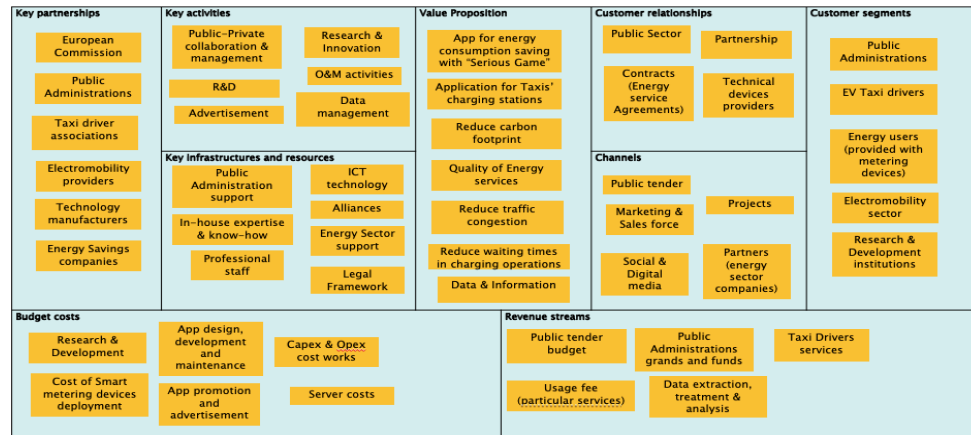 Key partnerships
European
Commission
Public
Administrations
Taxi driver
associations
Electromobility
providers
Technology
manufacturers
Energy Savings
companies
Key activities
Public-Private
collaboration &
management
Research &
Innovation
R&D
O&M activities
Advertisement
Data
management
Key Infrastructures and resources
Public
Administration
support
ICT
technology
Alliances
In-house expertise
& know-how
Energy Sector
support
Professional
staff
Legal
Framework
Value Proposition
App for energy
consumption saving
with “Serious Game”
Application for Taxis’
charging stations
Reduce carbon
footprint
Quality of Energy
services
Reduce traffic
congestion
Reduce waiting times
in charging operations
Data & Information
Customer relationships
Public Sector
Partnership
Contracts
(Energy
service
Agreements)
Technical
devices
providers
Channels
Public tender
Projects
Marketing &
Sales force
Social &
Digital
media
Partners
(energy
sector
companies)
Customer segments
Public
Administrations
EV Taxi drivers
Energy users
(provided with
metering
devices)
Electromobility
sector
Research &
Development
institutions
Budget costs
Research &
Development
App design,
development
and
maintenance
Capex & Opex
cost works
Cost of Smart
metering devices
deployment
App promotion
and
advertisement
Server costs
Revenue streams
Public tender
budget
Public
Administrations
grands and funds
Taxi Drivers
services
Usage fee
(particular services)
Data extraction,
treatment &
analysis